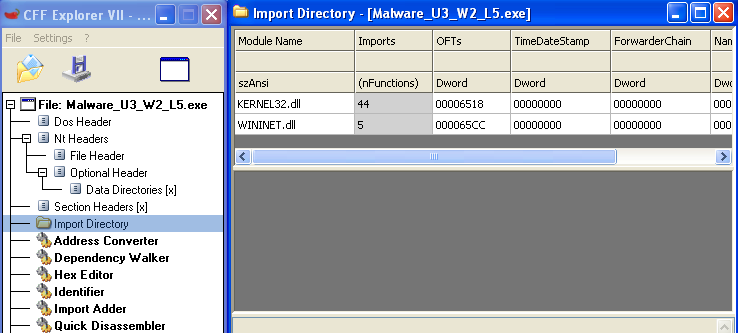 CFF Explorer VII - ...
File Settings ?
File: Malware_U3_W2_L5.exe
Dos Header
Nt Headers
File Header
Optional Header
Data Directories [x]
Section Headers [x]
Import Directory
Address Converter
Dependency Walker
Hex Editor
Identifier
Import Adder
Quick Disassembler
Import Directory - [Malware_U3_W2_L5.exe]
Module Name Imports OFTs TimeDateStamp ForwarderChain Nan
szAnsi (nFunctions) Dword Dword Dword Dwo
KERNEL32.dll 44 00006518 00000000 00000000 0000
WININET.dll 5 000065CC 00000000 00000000 0000